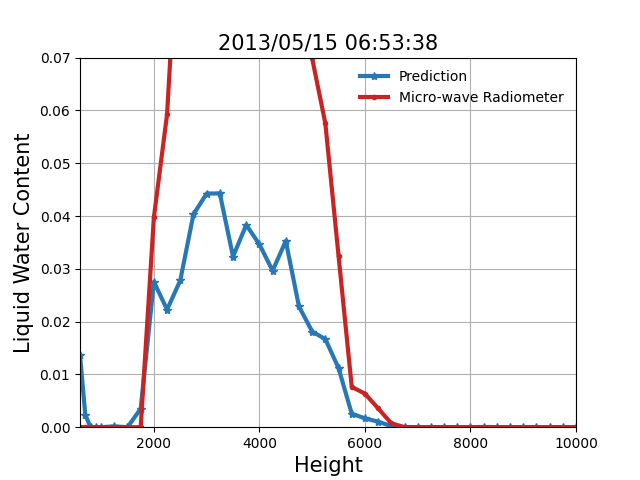 2013/05/15 06:53:38
0.07
0.06
0.05
0.04
0.03
0.02
0.01
0.00
Liquid Water Content
Prediction
Micro-wave Radiometer
2000 4000 6000 8000 10000
Height